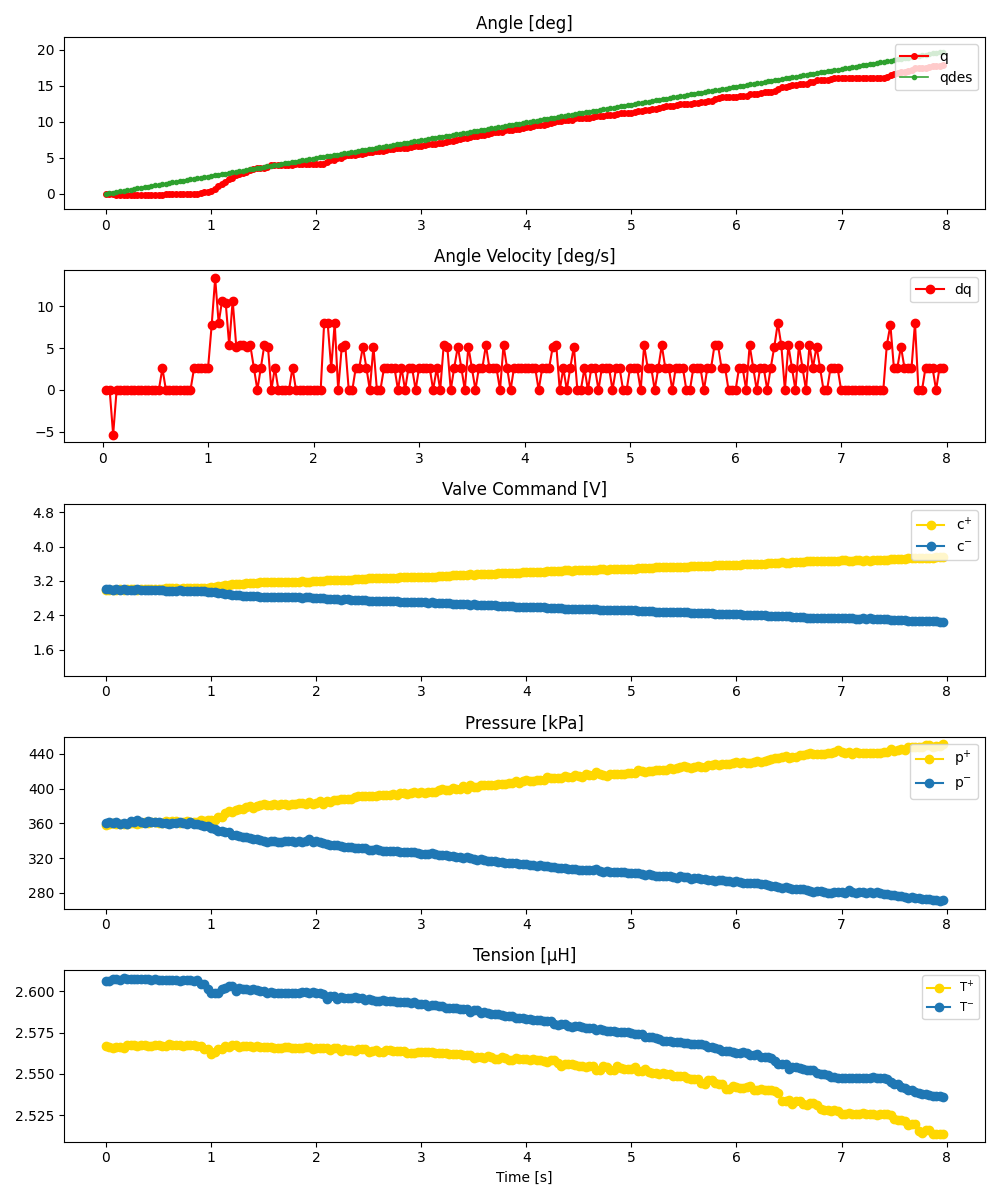 Angle [deg]
20
15
10
5
0
q
qdes
0 1 2 3 4 5 6 7 8
Angle Velocity [deg/s]
10
5
0
−5
dq
0 1 2 3 4 5 6 7 8
Valve Command [V]
4.8
4.0
3.2
2.4
1.6
c⁺
c⁻
0 1 2 3 4 5 6 7 8
Pressure [kPa]
440
400
360
320
280
p⁺
p⁻
0 1 2 3 4 5 6 7 8
Tension [μH]
2.600
2.575
2.550
2.525
T⁺
T⁻
0 1 2 3 4 5 6 7 8
Time [s]